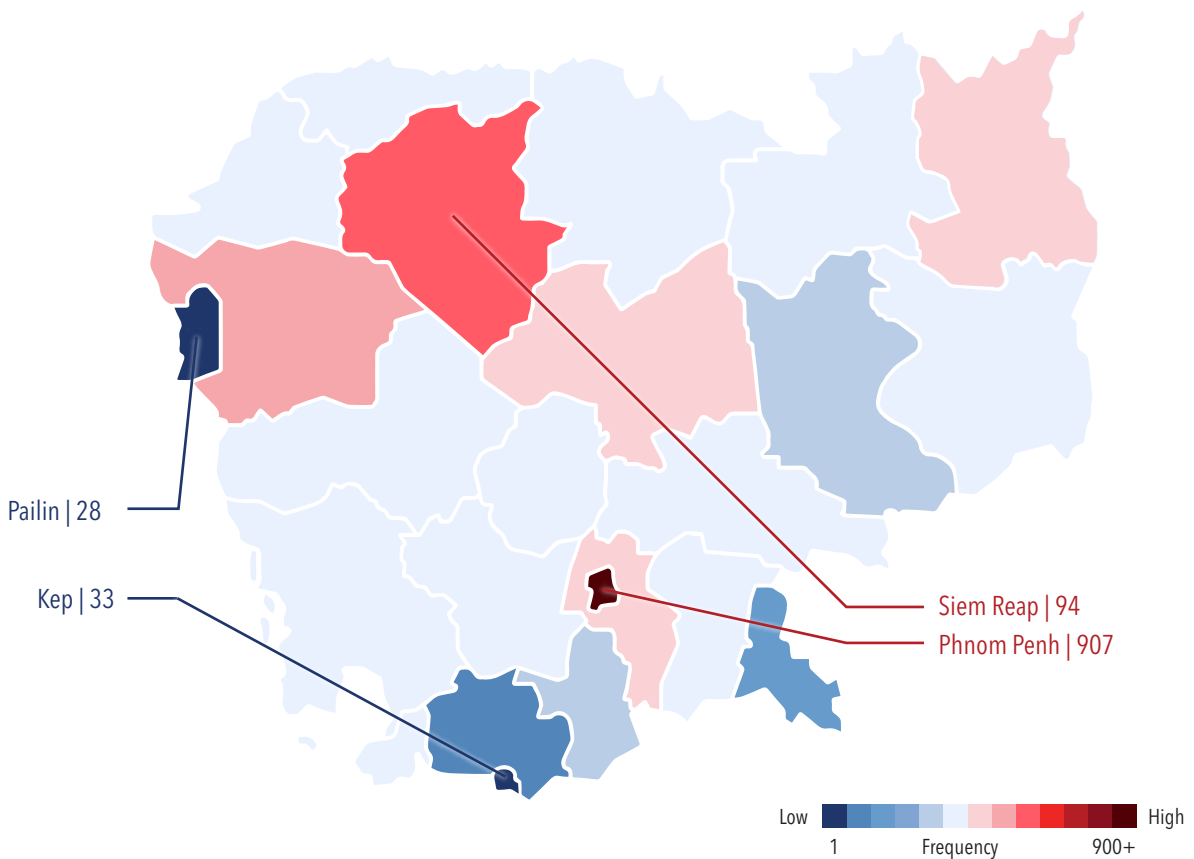 Pailin | 28
Kep | 33
Siem Reap | 94
Phnom Penh | 907
Low High
1 Frequency 900+